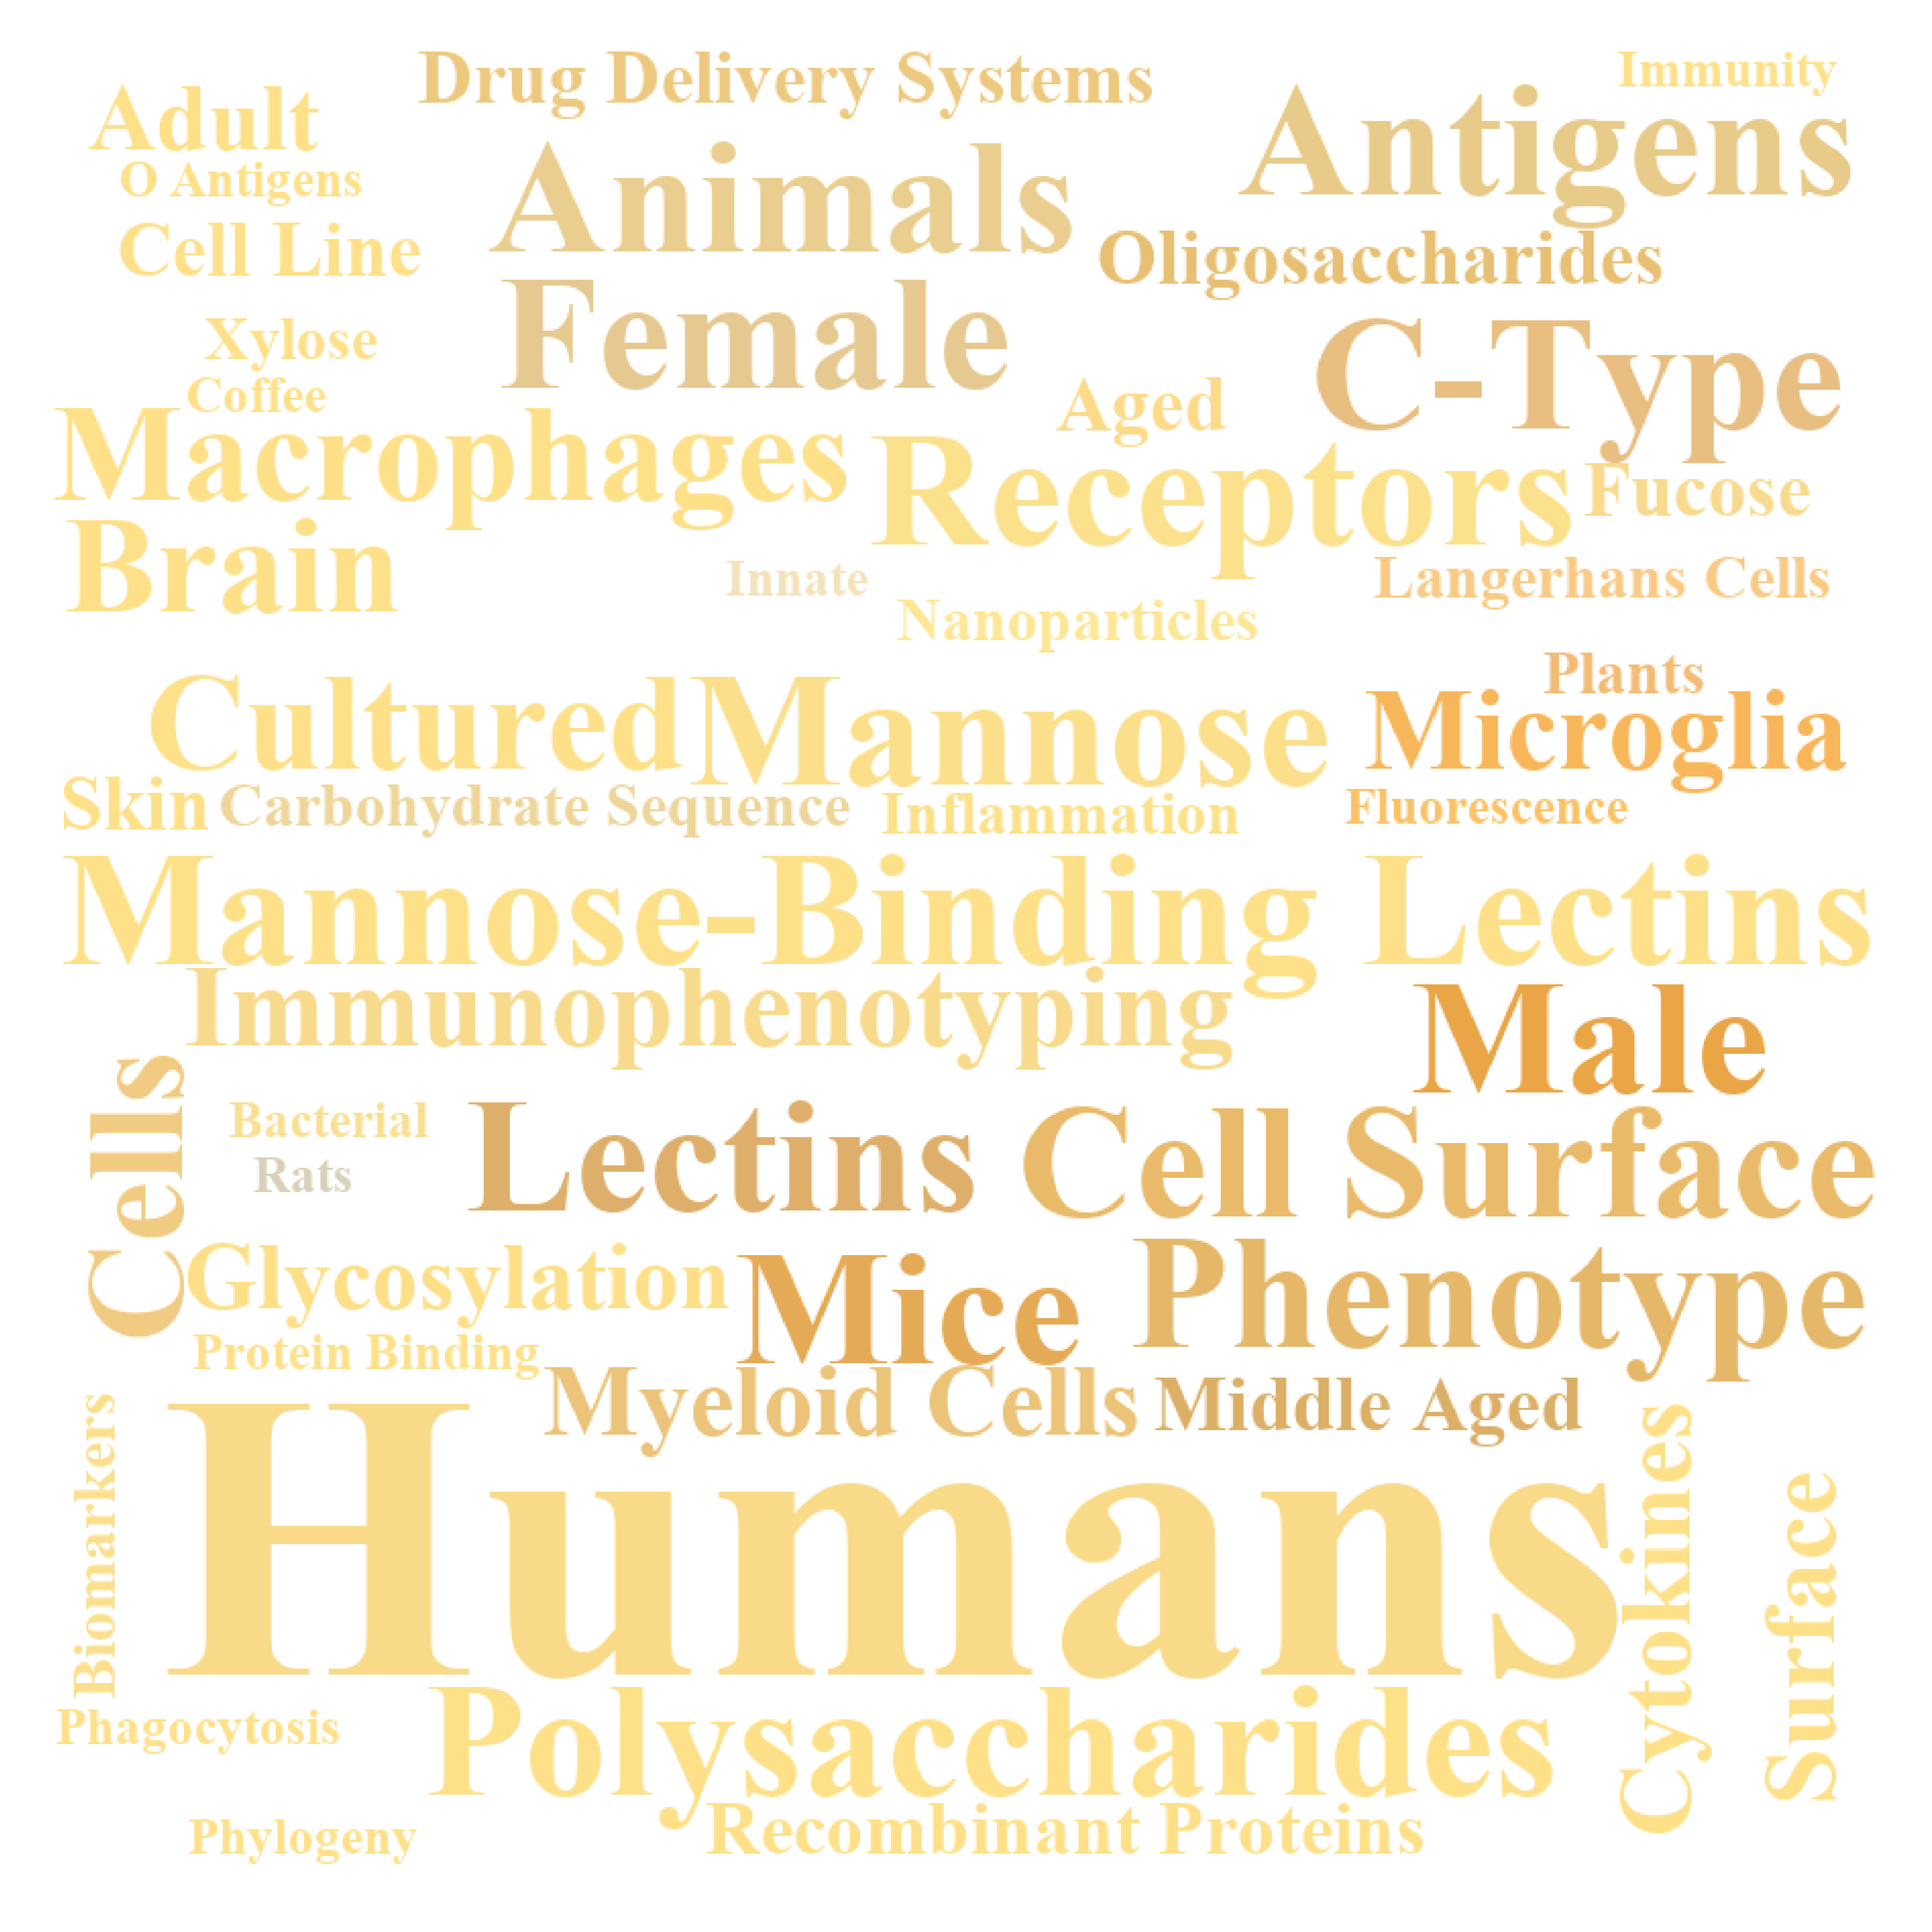 Drug Delivery Systems
Immunity
Adult
Antigens
O Antigens
Animals
Cell Line
Oligosaccharides
Female
Xylose
C-Type
Coffee
Aged
Macrophages
Receptors
Fucose
Brain
Innate
Langerhans Cells
Nanoparticles
Plants
Cultured
Mannose
Microglia
Skin
Carbohydrate Sequence
Inflammation
Fluorescence
Mannose-Binding Lectins
Immunophenotyping
Male
Cells
Bacterial
Lectins
Cell Surface
Rats
Glycosylation
Mice
Phenotype
Protein Binding
Myeloid Cells
Middle Aged
Biomarkers
Humans
Cytokines
Surface
Phagocytosis
Polysaccharides
Phylogeny
Recombinant Proteins